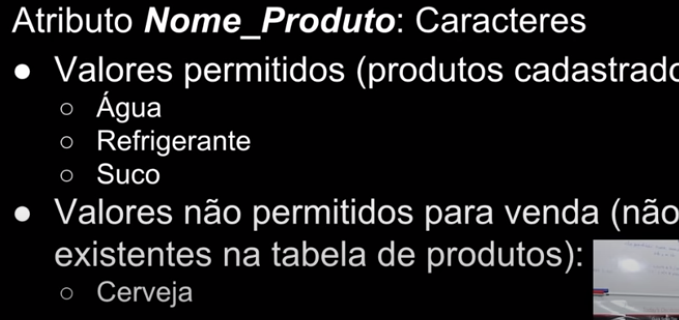 Atributo Nome_Produto: Caracteres
● Valores permitidos (produtos cadastrado
○ Água
○ Refrigerante
○ Suco
● Valores não permitidos para venda (não
existentes na tabela de produtos):
○ Cerveja